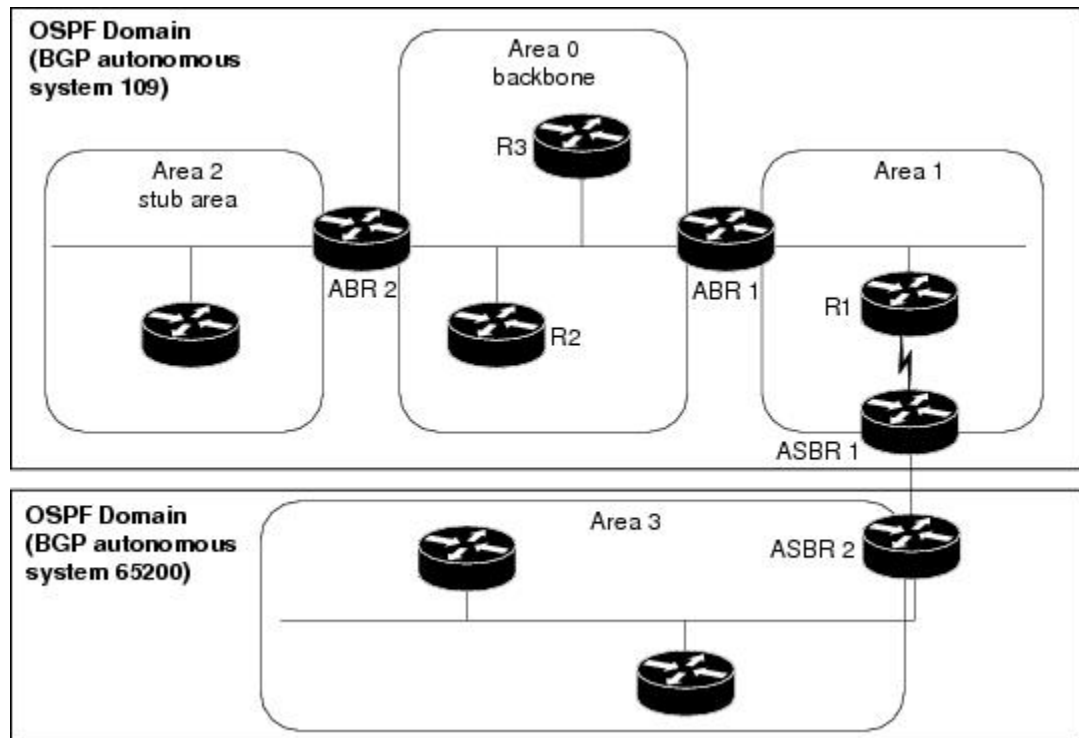 OSPF Domain
(BGP autonomous
system 109)
Area 0
backbone
R3
Area 2
stub area
Area 1
ABR 2
ABR 1
R1
R2
ASBR 1
OSPF Domain
(BGP autonomous
system 65200)
Area 3
ASBR 2